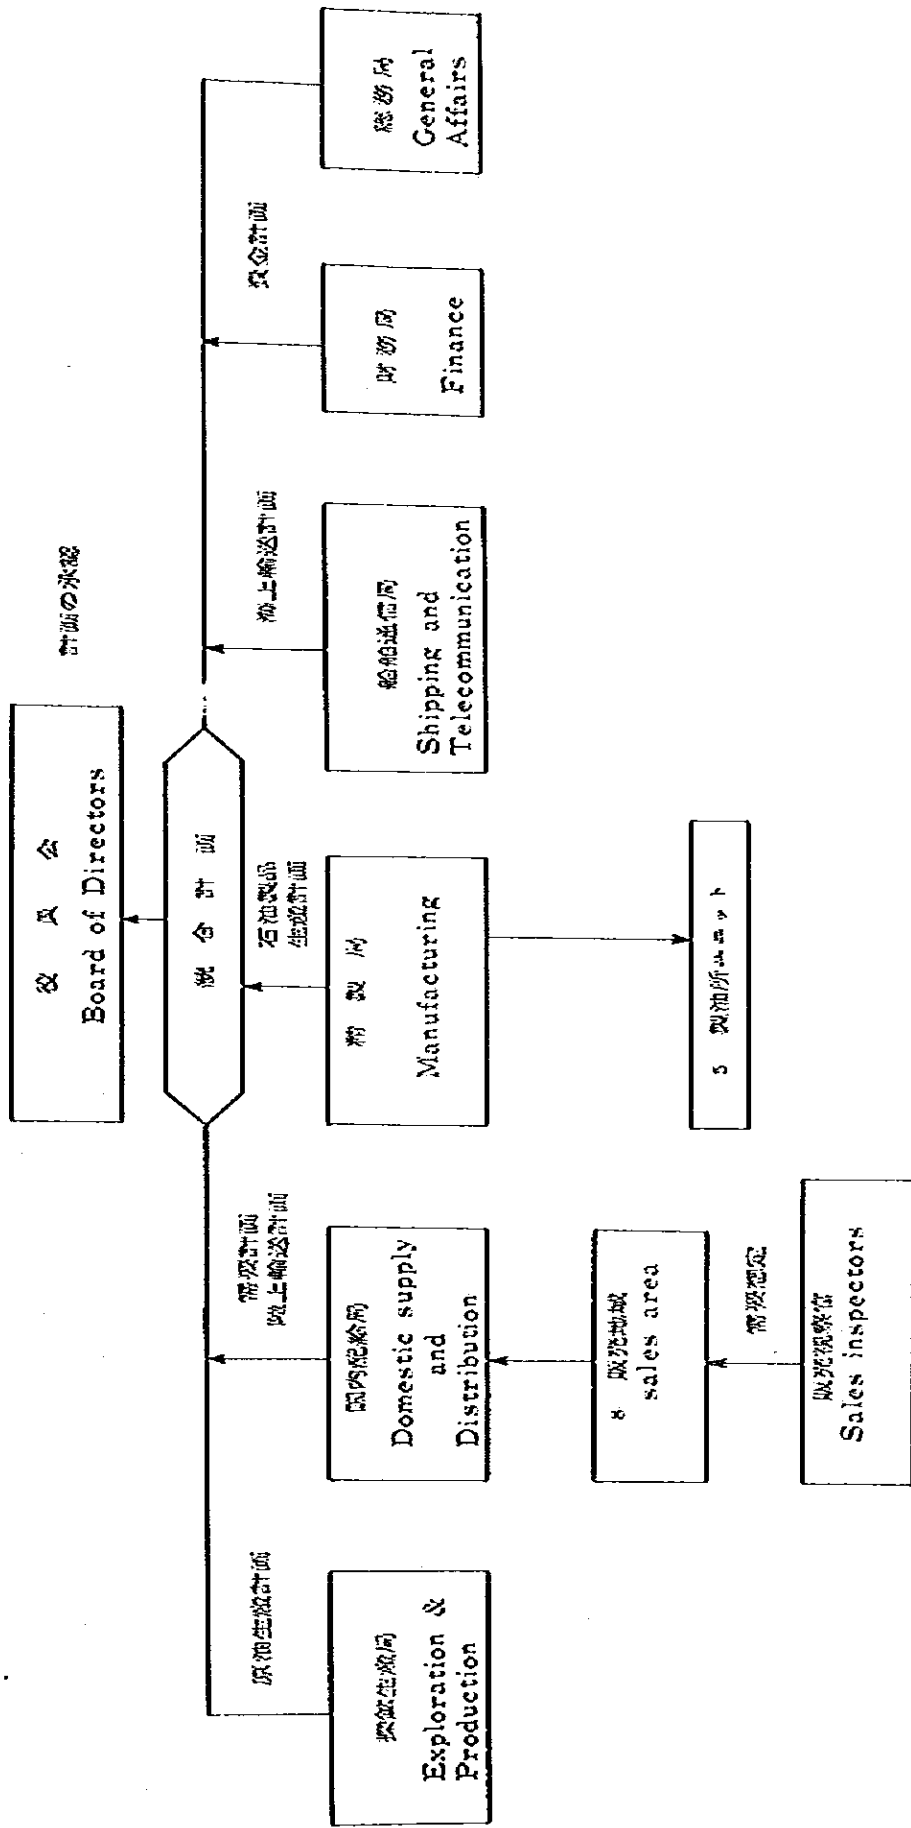 計画の承認
役員会
Board of Directors
統合計画
原油生産計画
需給計画
陸上輸送計画
石油製品
生産計画
海上輸送計画
資金計画
探鉱生産局
Exploration &
Production
国内配給局
Domestic supply
and
Distribution
精製局
Manufacturing
船舶通信局
Shipping and
Telecommunication
財務局
Finance
総務局
General
Affairs
8 販売地域
sales area
5 製油所ユニット
需要想定
販売視察官
Sales inspectors